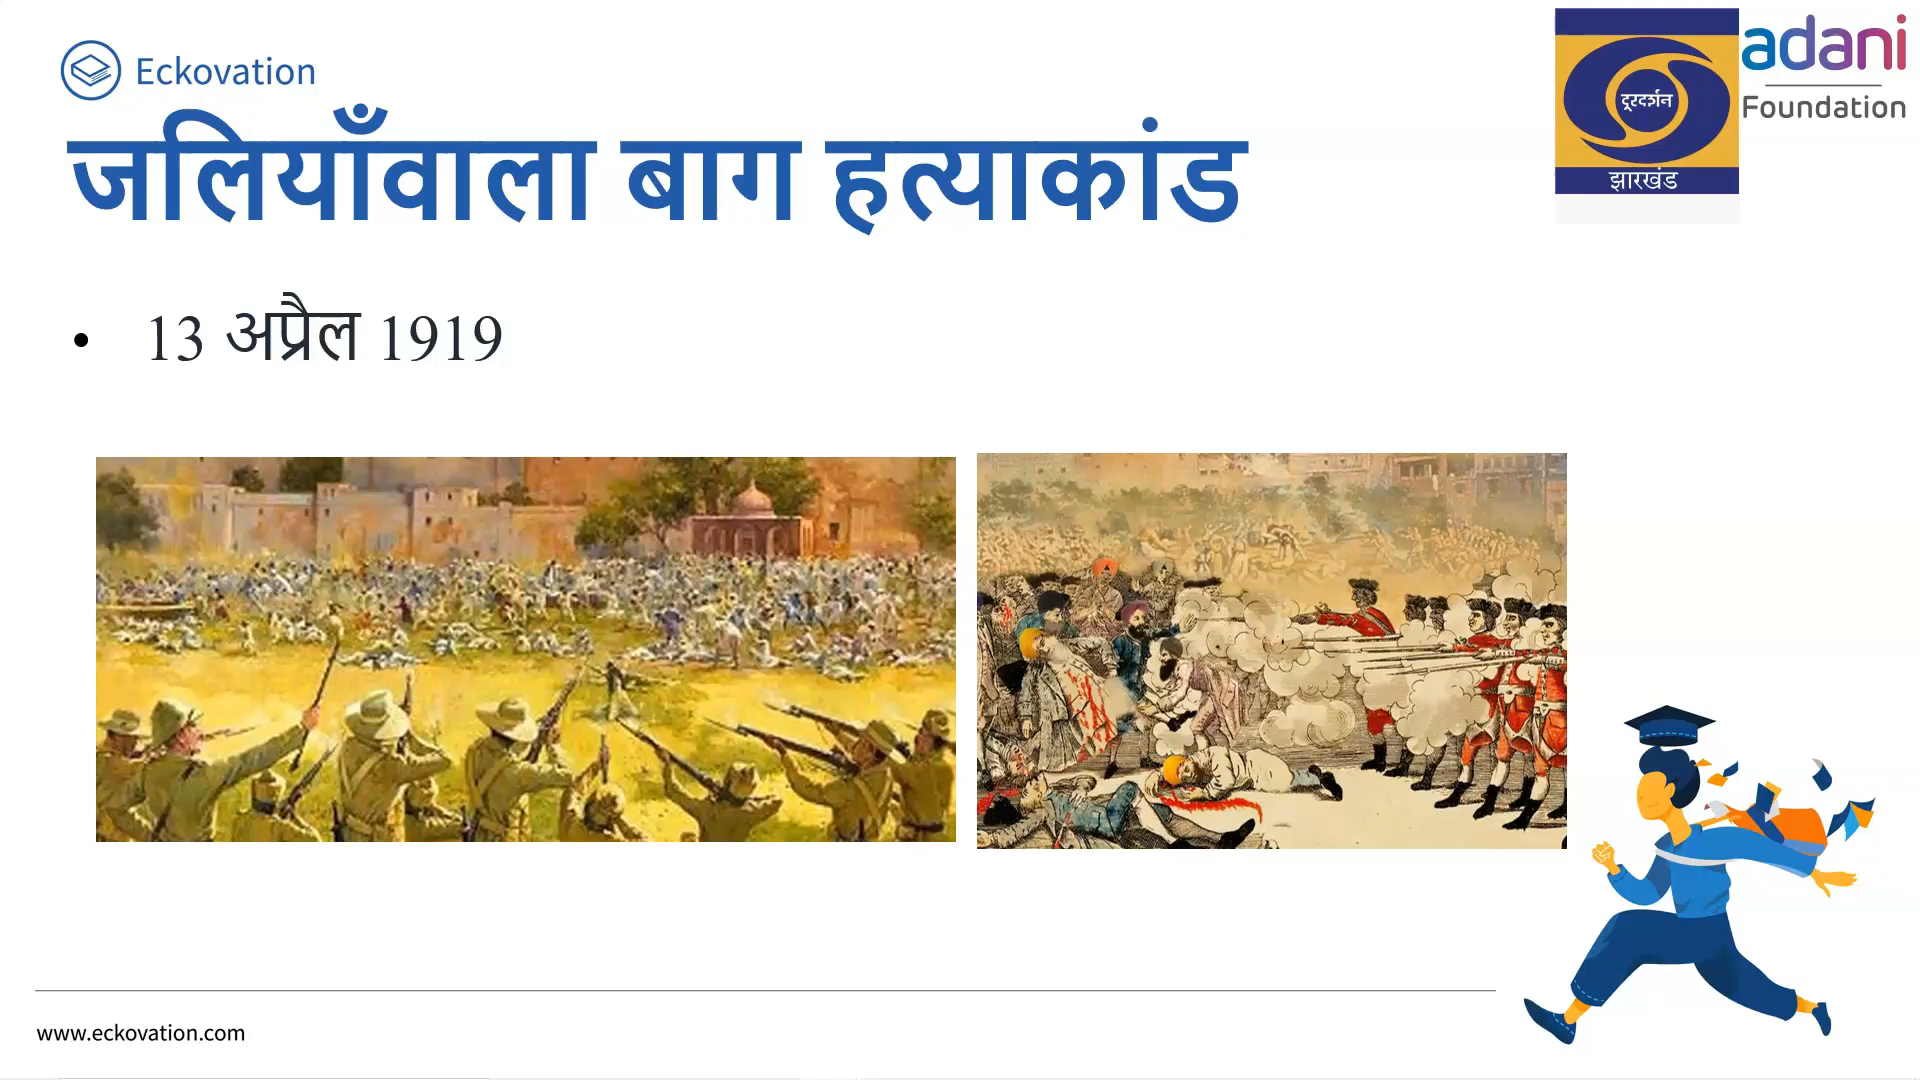 Eckovation
जलियाँवाला बाग हत्याकांड
दूरदर्शन
झारखंड
adani
Foundation
• 13 अप्रैल 1919
www.eckovation.com